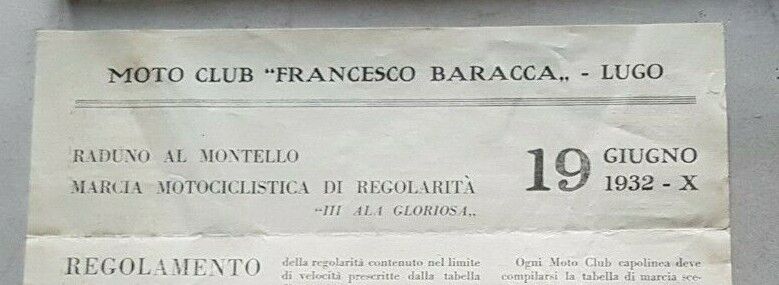 MOTO CLUB "FRANCESCO BARACCA„ - LUGO
RADUNO AL MONTELLO
MARCIA MOTOCICLISTICA DI REGOLARITÀ
"III ALA GLORIOSA„
19 GIUGNO
1932 - X
REGOLAMENTO
della regolarità contenuto nel limite
di velocità prescritte dalla tabella
Ogni Moto Club capolinea deve
compilarsi la tabella di marcia sce-